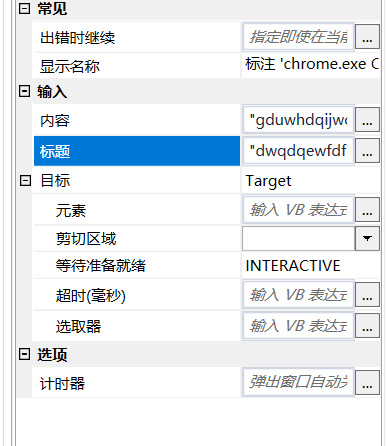 常见
出错时继续 指定即使在当前
显示名称 标注 'chrome.exe C
输入
内容 "gduwhdqijwo
标题 "dwqdqewfdf
目标 Target
元素 输入 VB 表达式
剪切区域
等待准备就绪 INTERACTIVE
超时(毫秒) 输入 VB 表达式
选取器 输入 VB 表达式
选项
计时器 弹出窗口自动关